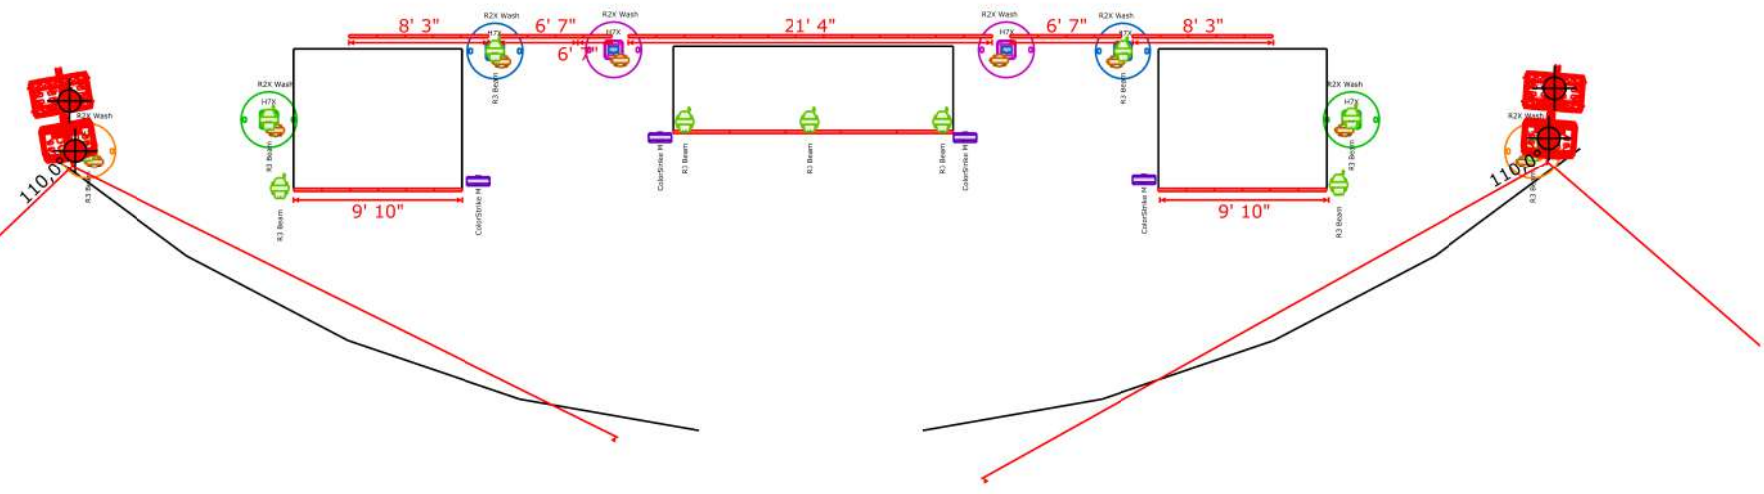 R2X Wash
R2X Wash
R2X Wash
R2X Wash
8' 3"
6' 7"
21' 4"
6' 7"
8' 3"
H7X
H7X
H7X
H7X
6' 7"
R2X Wash
R2X Wash
H7X
H7X
R3 Beam
R3 Beam
R2X Wash
R2X Wash
R3 Beam
R3 Beam
R3 Beam
R3 Beam
R3 Beam
ColorStrike M
ColorStrike M
110,0°
110,0°
R3 Beam
R3 Beam
9' 10"
9' 10"
ColorStrike M
ColorStrike M
R3 Beam
R3 Beam